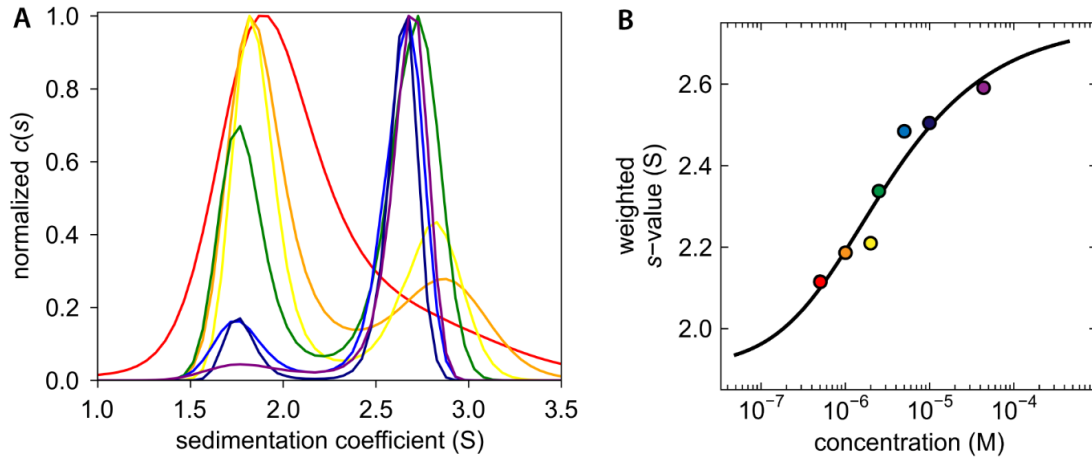 A
normalized c(s)
1.0
0.8
0.6
0.4
0.2
0.0
1.0 1.5 2.0 2.5 3.0 3.5
sedimentation coefficient (S)
B
weighted
s−value (S)
2.6
2.4
2.2
2.0
10−7 10−6 10−5 10−4
concentration (M)